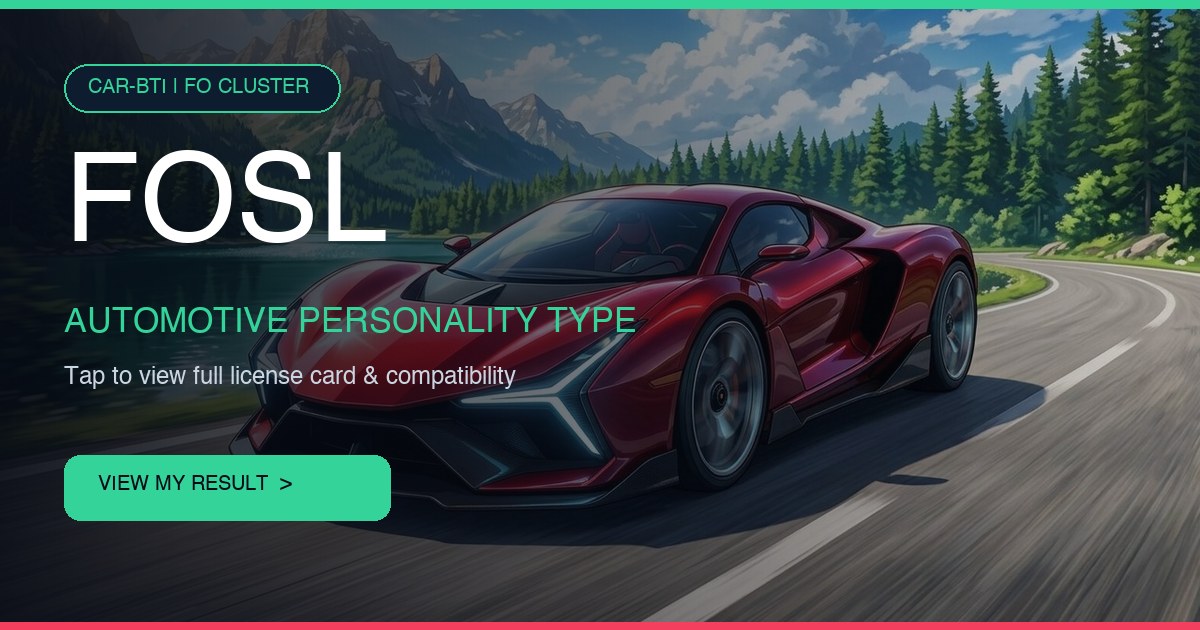 CAR-BTI | FO CLUSTER
FOSL
AUTOMOTIVE PERSONALITY TYPE
Tap to view full license card & compatibility
VIEW MY RESULT >